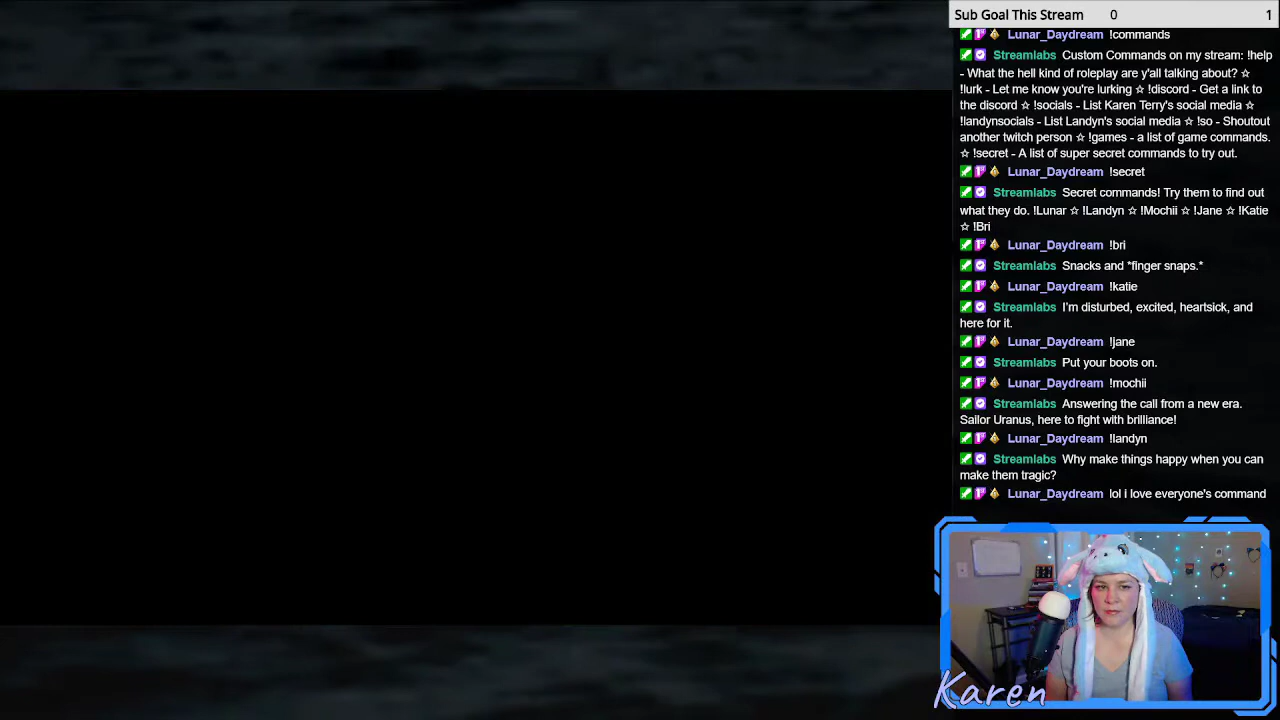 Sub Goal This Stream 0 1
Lunar_Daydream !commands
Streamlabs Custom Commands on my stream: !help
- What the hell kind of roleplay are y'all talking about? ☆
!lurk - Let me know you're lurking ☆ !discord - Get a link to
the discord ☆ !socials - List Karen Terry's social media ☆
!landynsocials - List Landyn's social media ☆ !so - Shoutout
another twitch person ☆ !games - a list of game commands.
☆ !secret - A list of super secret commands to try out.
Lunar_Daydream !secret
Streamlabs Secret commands! Try them to find out
what they do. !Lunar ☆ !Landyn ☆ !Mochii ☆ !Jane ☆ !Katie
☆ !Bri
Lunar_Daydream !bri
Streamlabs Snacks and *finger snaps.*
Lunar_Daydream !katie
Streamlabs I'm disturbed, excited, heartsick, and
here for it.
Lunar_Daydream !jane
Streamlabs Put your boots on.
Lunar_Daydream !mochii
Streamlabs Answering the call from a new era.
Sailor Uranus, here to fight with brilliance!
Lunar_Daydream !landyn
Streamlabs Why make things happy when you can
make them tragic?
Lunar_Daydream lol i love everyone's command
Karen